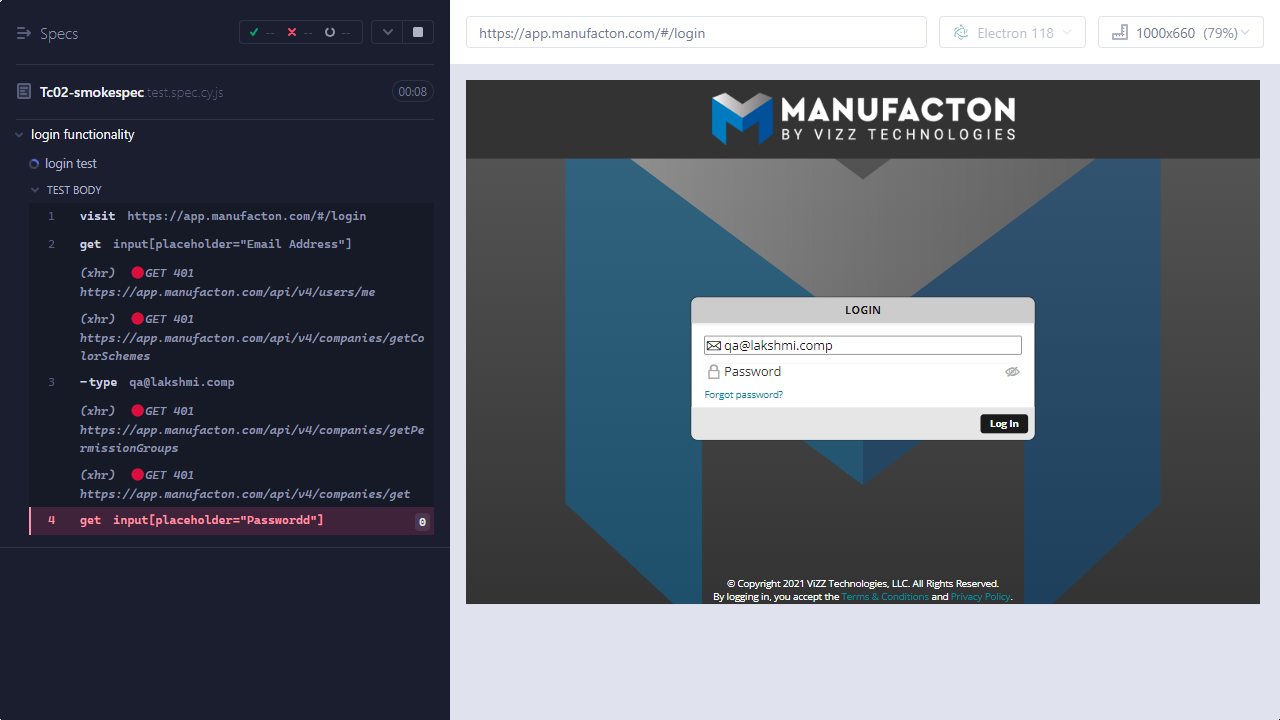 Specs
-- -- --
https://app.manufacton.com/#/login
Electron 118
1000x660 (79%)
Tc02-smokespec.test.spec.cy.js 00:08
login functionality
login test
TEST BODY
1 visit https://app.manufacton.com/#/login
2 get input[placeholder="Email Address"]
(xhr) GET 401
https://app.manufacton.com/api/v4/users/me
(xhr) GET 401
https://app.manufacton.com/api/v4/companies/getCo
lorSchemes
3 -type qa@lakshmi.comp
(xhr) GET 401
https://app.manufacton.com/api/v4/companies/getPe
rmissionGroups
(xhr) GET 401
https://app.manufacton.com/api/v4/companies/get
4 get input[placeholder="Passwordd"] 0
MANUFACTON
BY VIZZ TECHNOLOGIES
LOGIN
qa@lakshmi.comp
Password
Forgot password?
Log In
© Copyright 2021 ViZZ Technologies, LLC. All Rights Reserved.
By logging in, you accept the Terms & Conditions and Privacy Policy.